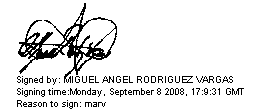 Signed by: MIGUEL ANGEL RODRIGUEZ VARGAS
Signing time:Monday, September 8 2008, 17:9:31 GMT
Reason to sign: marv